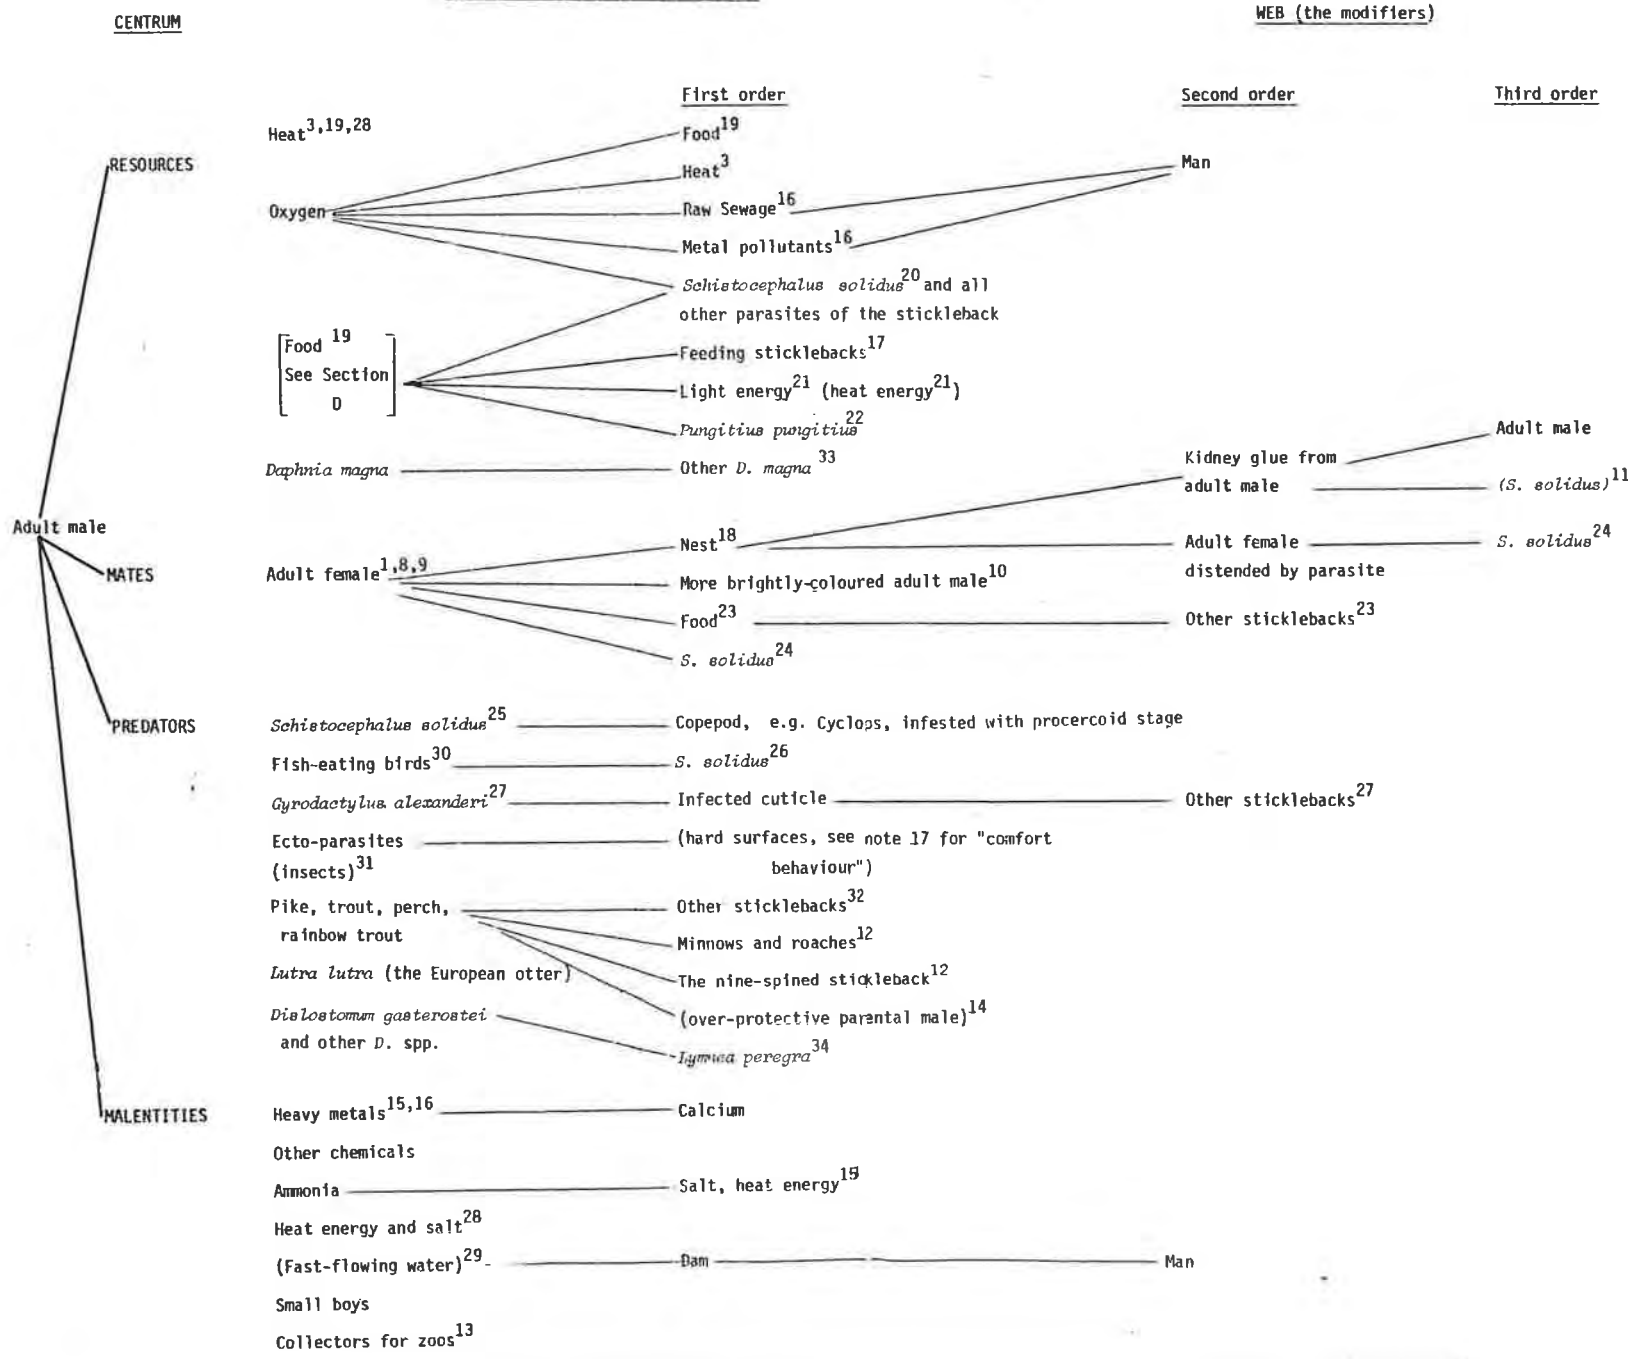 CENTRUM
WEB (the modifiers)
First order
Second order
Third order
Heat3,19,28
Food19
RESOURCES
Heat3
Man
Oxygen
Raw Sewage16
Metal pollutants16
Schistocephalus solidus20 and all
other parasites of the stickleback
[Food 19
See Section
D]
Feeding sticklebacks17
Light energy21 (heat energy21)
Pungitius pungitius22
Adult male
Daphnia magna
Other D. magna 33
Kidney glue from
adult male
(S. solidus)11
Adult male
Nest18
Adult female
distended by parasite
S. solidus24
MATES
Adult female1,8,9
More brightly-coloured adult male10
Food23
Other sticklebacks23
S. solidus24
PREDATORS
Schistocephalus solidus25
Copepod, e.g. Cyclops, infested with procercoid stage
Fish-eating birds30
S. solidus26
Gyrodactylus alexanderi27
Infected cuticle
Other sticklebacks27
Ecto-parasites
(insects)31
(hard surfaces, see note 17 for "comfort
behaviour")
Pike, trout, perch,
rainbow trout
Other sticklebacks32
Minnows and roaches12
Lutra lutra (the European otter)
The nine-spined stickleback12
Distostomum gasterostei
and other D. spp.
(over-protective parental male)14
Lymnea peregra34
MALENTITIES
Heavy metals15,16
Calcium
Other chemicals
Ammonia
Salt, heat energy15
Heat energy and salt28
(Fast-flowing water)29
Dam
Man
Small boys
Collectors for zoos13